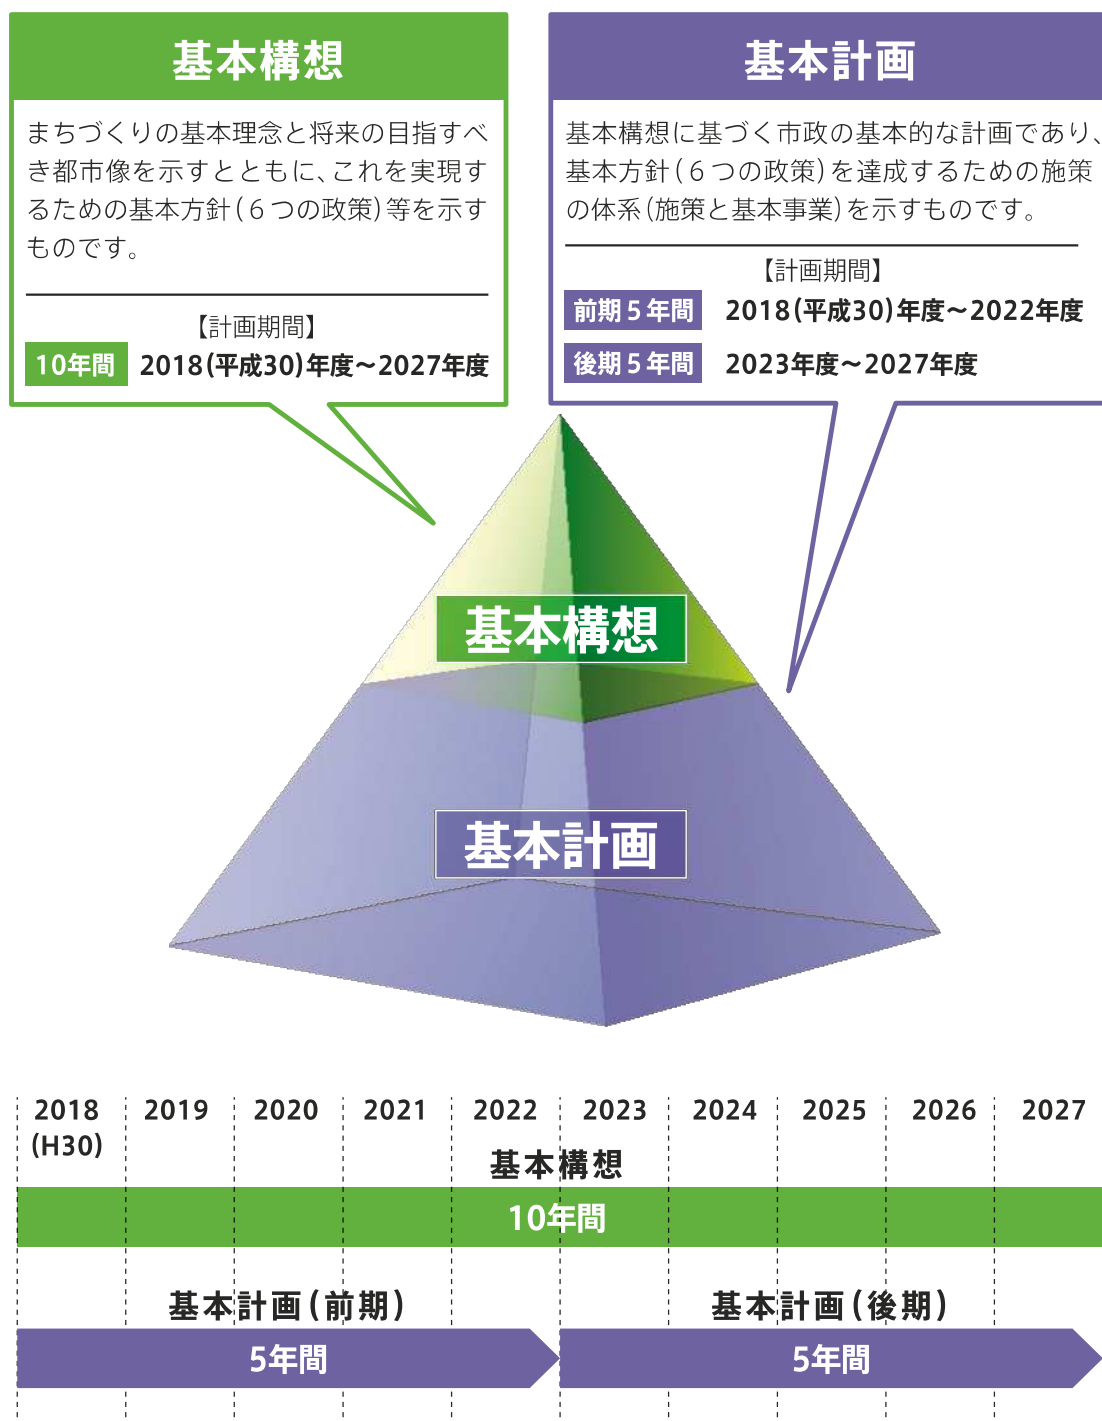 基本構想
まちづくりの基本理念と将来の目指すべ
き都市像を示すとともに、これを実現す
るための基本方針（６つの政策）等を示す
ものです。
【計画期間】
10年間 2018（平成30）年度～2027年度
基本計画
基本構想に基づく市政の基本的な計画であり、
基本方針（６つの政策）を達成するための施策
の体系（施策と基本事業）を示すものです。
【計画期間】
前期５年間 2018（平成30）年度～2022年度
後期５年間 2023年度～2027年度
基本構想
基本計画
2018 2019 2020 2021 2022 2023 2024 2025 2026 2027
(H30)
基本構想
10年間
基本計画（前期） 基本計画（後期）
5年間 5年間